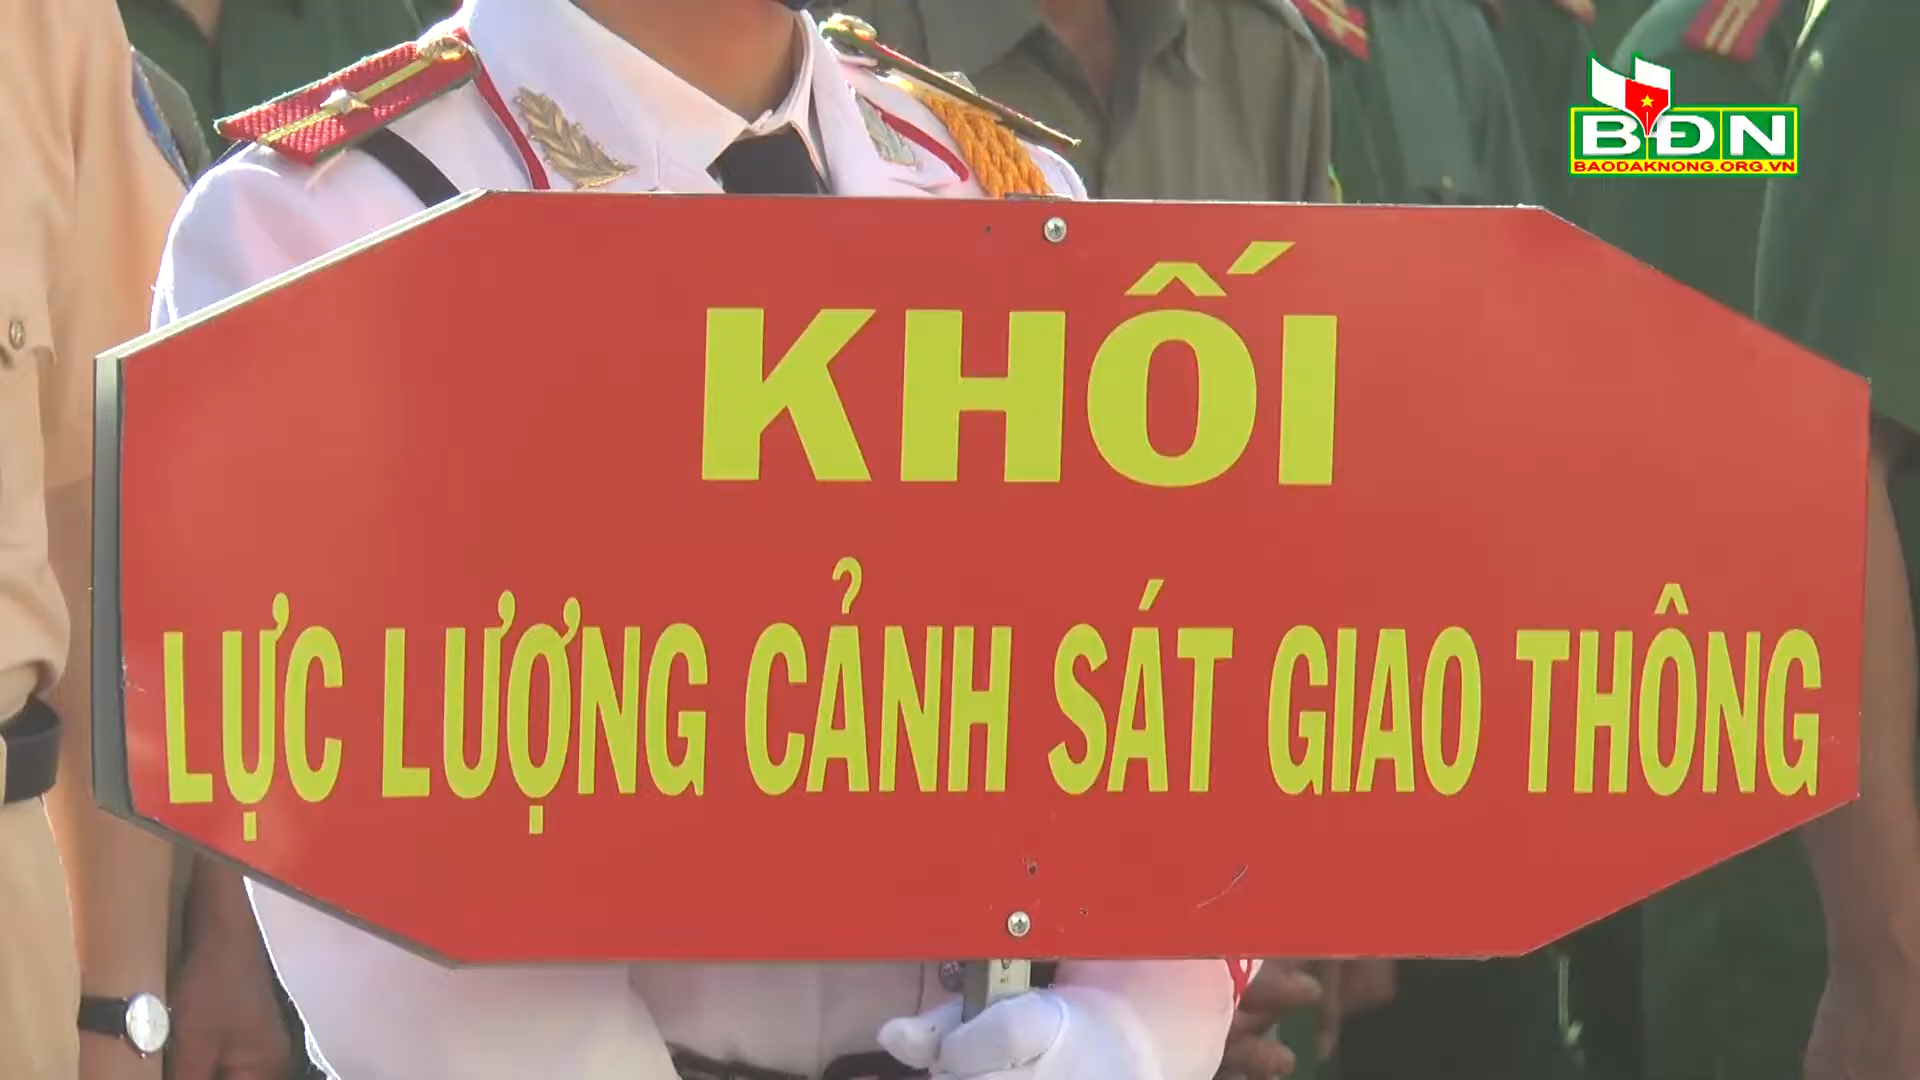 BĐN
BAODAKNONG.ORG.VN
KHỐI
LỰC LƯỢNG CẢNH SÁT GIAO THÔNG